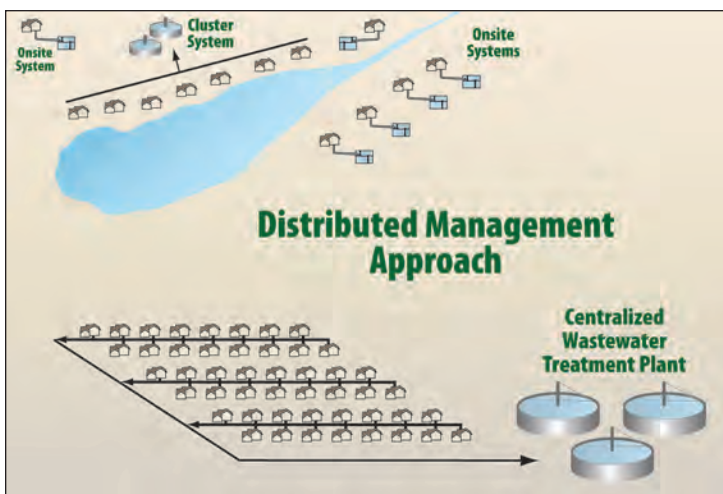 Onsite
System
Cluster
System
Onsite
Systems
Distributed Management
Approach
Centralized
Wastewater
Treatment Plant